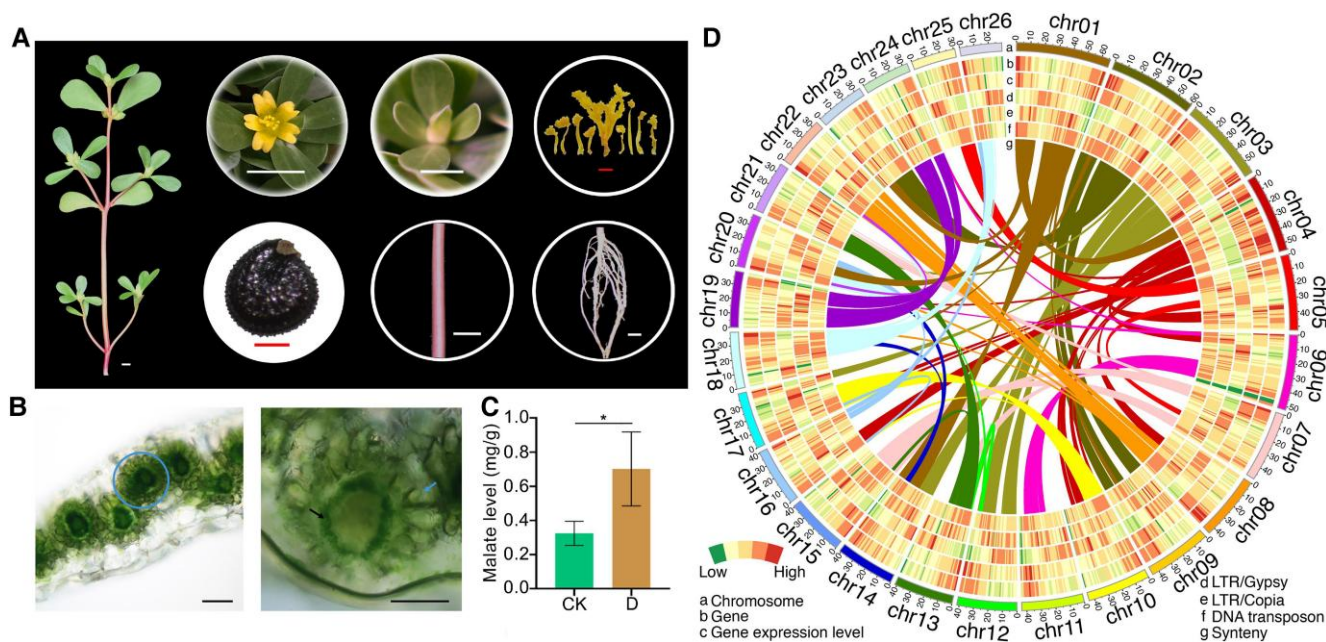 A
B
C
Malate level (mg/g)
1.0
0.8
0.6
0.4
0.2
0.0
*
CK
D
D
chr01
chr02
chr03
chr04
chr05
chr06
chr07
chr08
chr09
chr10
chr11
chr12
chr13
chr14
chr15
chr16
chr17
chr18
chr19
chr20
chr21
chr22
chr23
chr24
chr25
chr26
a
b
c
d
e
f
g
Low
High
a Chromosome
b Gene
c Gene expression level
d LTR/Gypsy
e LTR/Copia
f DNA transposon
g Synteny